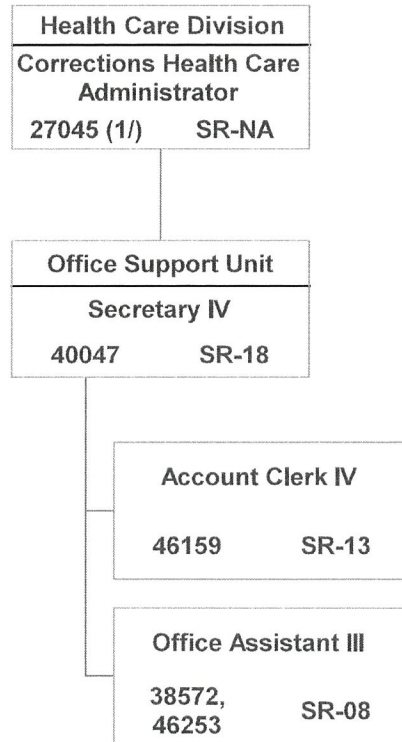 Health Care Division
Corrections Health Care
Administrator
27045 (1/) SR-NA
Office Support Unit
Secretary IV
40047 SR-18
Account Clerk IV
46159 SR-13
Office Assistant III
38572,
46253 SR-08